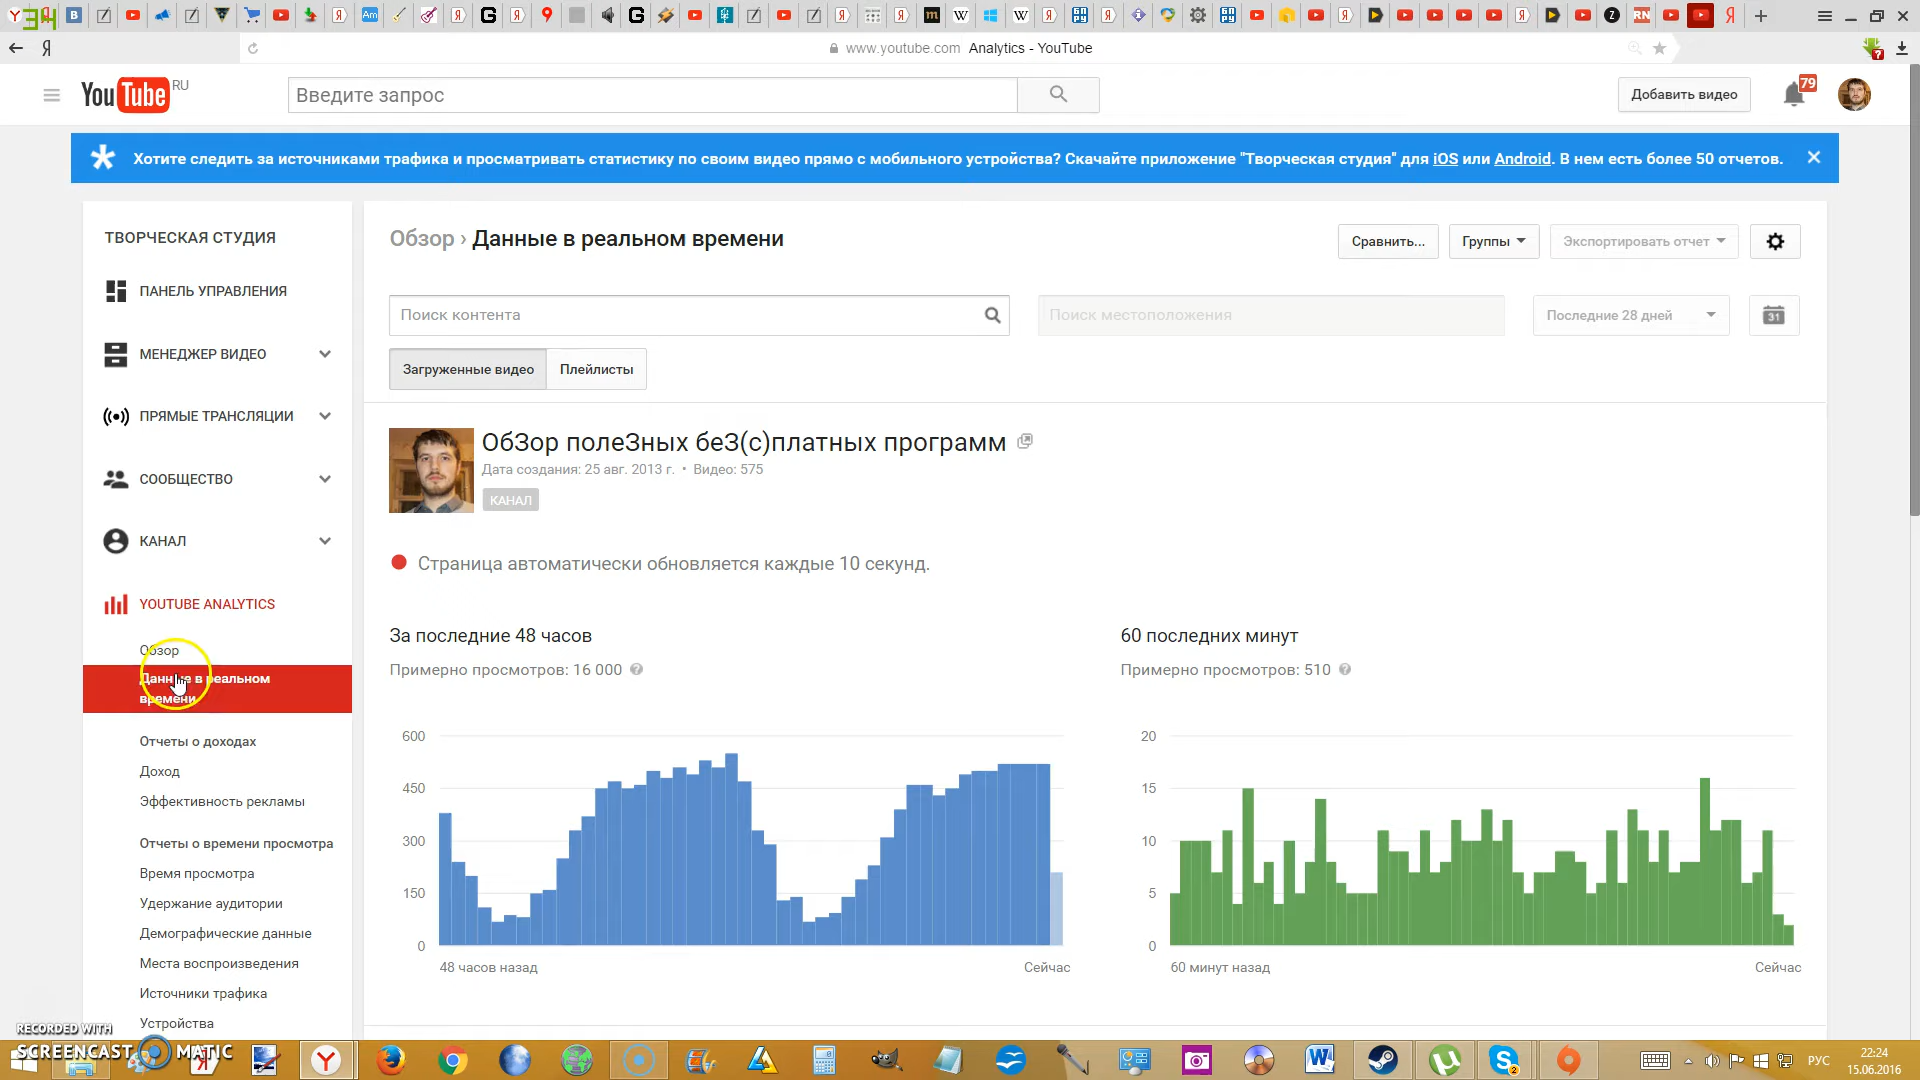 www.youtube.com Analytics - YouTube
YouTube RU
Введите запрос
Добавить видео
79
Хотите следить за источниками трафика и просматривать статистику по своим видео прямо с мобильного устройства? Скачайте приложение "Творческая студия" для iOS или Android. В нем есть более 50 отчетов.
ТВОРЧЕСКАЯ СТУДИЯ
ПАНЕЛЬ УПРАВЛЕНИЯ
МЕНЕДЖЕР ВИДЕО
ПРЯМЫЕ ТРАНСЛЯЦИИ
СООБЩЕСТВО
КАНАЛ
YOUTUBE ANALYTICS
Обзор
Данные в реальном
времени
Отчеты о доходах
Доход
Эффективность рекламы
Отчеты о времени просмотра
Время просмотра
Удержание аудитории
Демографические данные
Места воспроизведения
Источники трафика
Устройства
Обзор › Данные в реальном времени
Сравнить...
Группы
Экспортировать отчет
Поиск контента
Поиск местоположения
Последние 28 дней
31
Загруженные видео
Плейлисты
ОбЗор полеЗных беЗ(с)платных программ
Дата создания: 25 авг. 2013 г. • Видео: 575
КАНАЛ
Страница автоматически обновляется каждые 10 секунд.
За последние 48 часов
Примерно просмотров: 16 000
600
450
300
150
0
48 часов назад
Сейчас
60 последних минут
Примерно просмотров: 510
20
15
10
5
0
60 минут назад
Сейчас
RECORDED WITH
SCREENCAST MATIC
РУС
22:24
15.06.2016